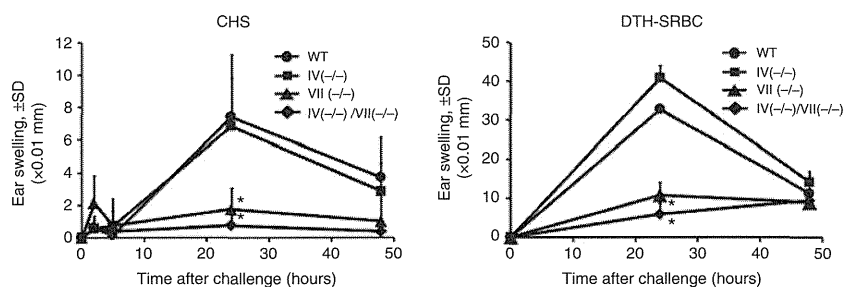 CHS
12
10
8
6
4
2
0
0 10 20 30 40 50
Ear swelling, ±SD
(×0.01 mm)
Time after challenge (hours)
WT
IV(–/–)
VII (–/–)
IV(–/–) /VII(–/–)
*
*
DTH-SRBC
50
40
30
20
10
0
0 10 20 30 40 50
Ear swelling, ±SD
(×0.01 mm)
Time after challenge (hours)
WT
IV(–/–)
VII (–/–)
IV(–/–)/VII(–/–)
*
*